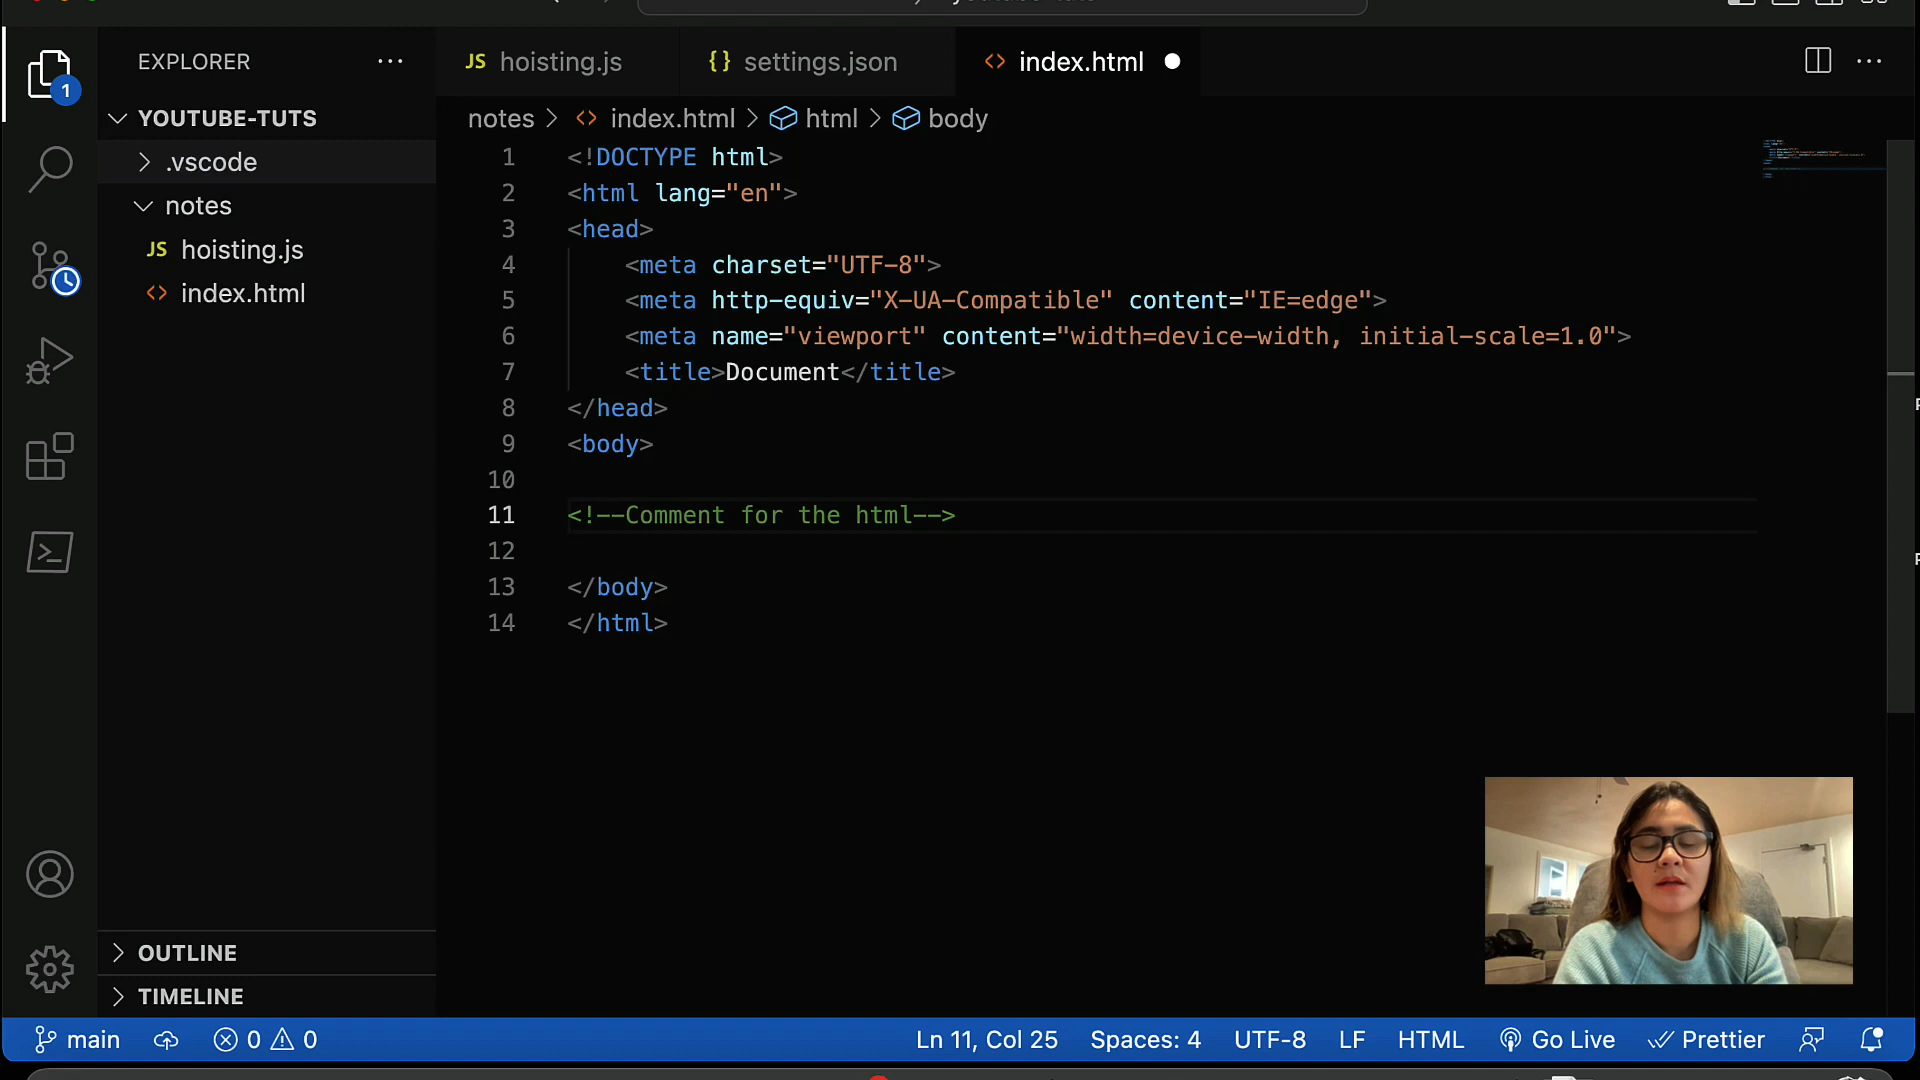 EXPLORER
JS hoisting.js
{} settings.json
<> index.html
1
YOUTUBE-TUTS
.vscode
notes
JS hoisting.js
<> index.html
notes > <> index.html > html > body
1 <!DOCTYPE html>
2 <html lang="en">
3 <head>
4 <meta charset="UTF-8">
5 <meta http-equiv="X-UA-Compatible" content="IE=edge">
6 <meta name="viewport" content="width=device-width, initial-scale=1.0">
7 <title>Document</title>
8 </head>
9 <body>
10
11 <!--Comment for the html-->
12
13 </body>
14 </html>
OUTLINE
TIMELINE
main 0 0 Ln 11, Col 25 Spaces: 4 UTF-8 LF HTML Go Live Prettier